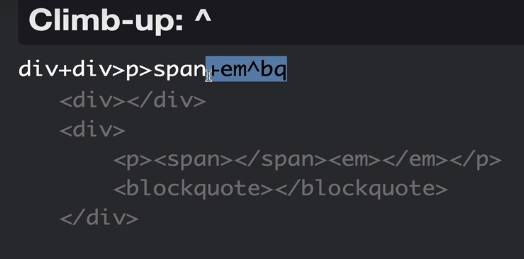 Climb-up: ^
div+div>p>span+em^bq
<div></div>
<div>
<p><span></span><em></em></p>
<blockquote></blockquote>
</div>